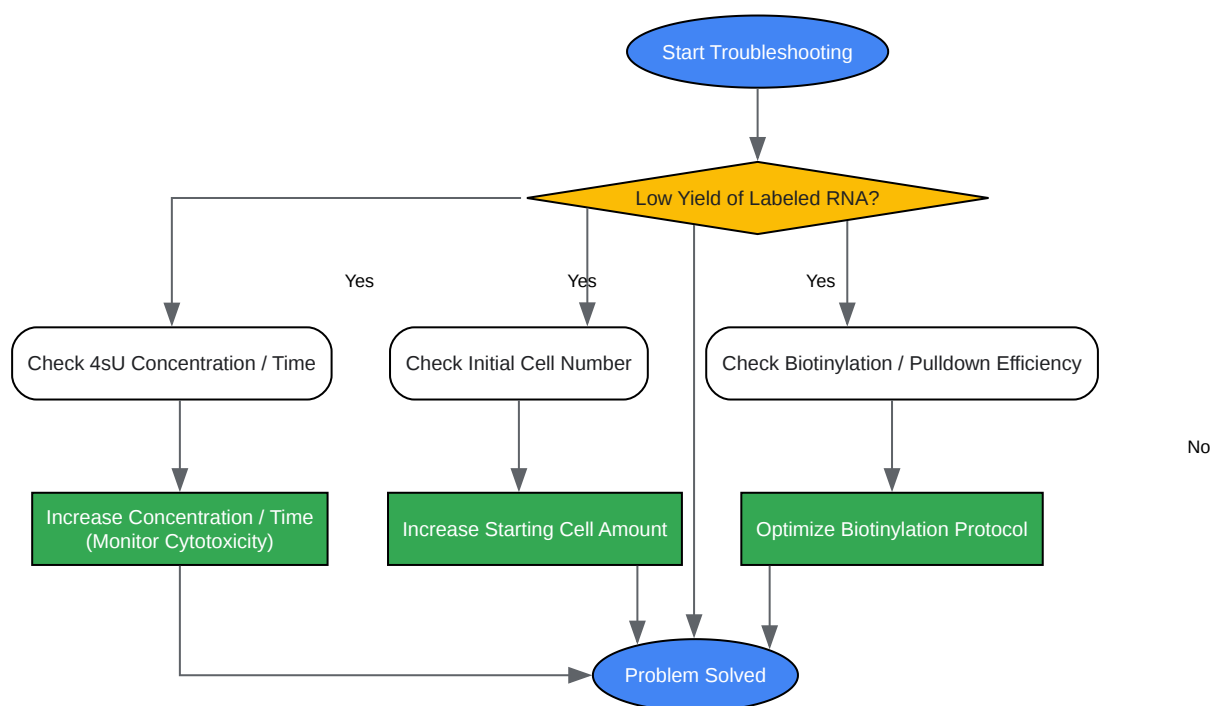 Start Troubleshooting
Low Yield of Labeled RNA?
Yes
Yes
Yes
Check 4sU Concentration / Time
Check Initial Cell Number
Check Biotinylation / Pulldown Efficiency
No
Increase Concentration / Time
(Monitor Cytotoxicity)
Increase Starting Cell Amount
Optimize Biotinylation Protocol
Problem Solved